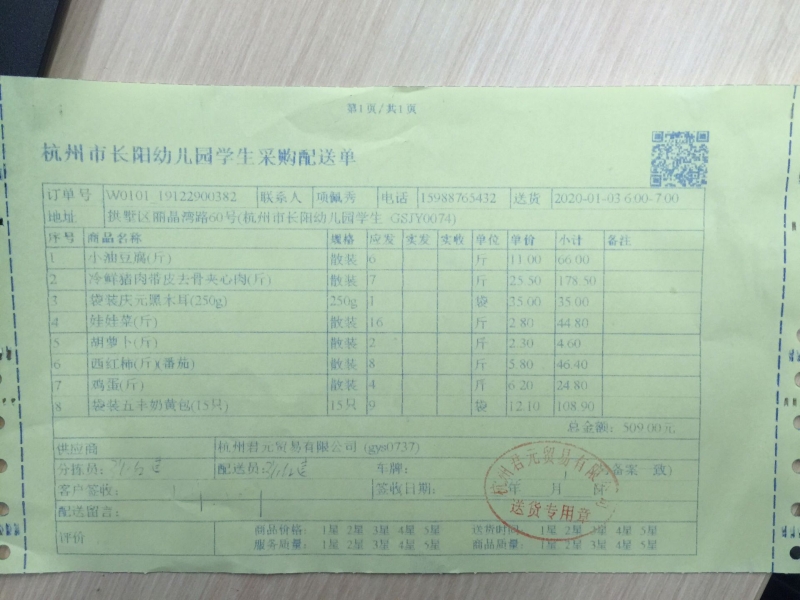 第1页/共1页
杭州市长阳幼儿园学生采购配送单
订单号 W0101_19122900382 联系人 项佩秀 电话 15988765432 送货 2020-01-03 6:00-7:00
地址 拱墅区丽晶湾路60号(杭州市长阳幼儿园学生 GSJY0074)
序号 商品名称 规格 应发 实发 实收 单位 单价 小计 备注
1 小油豆腐(斤) 散装 6 斤 11.00 66.00
2 冷鲜猪肉带皮去骨夹心肉(斤) 散装 7 斤 25.50 178.50
3 袋装庆元黑木耳(250g) 250g 1 袋 35.00 35.00
4 娃娃菜(斤) 散装 16 斤 2.80 44.80
5 胡萝卜(斤) 散装 2 斤 2.30 4.60
6 西红柿(斤)(番茄) 散装 8 斤 5.80 46.40
7 鸡蛋(斤) 散装 4 斤 6.20 24.80
8 袋装五丰奶黄包(15只) 15只 9 袋 12.10 108.90
总金额: 509.00元
供应商 杭州君元贸易有限公司 (gys0737)
分拣员: 配送员: 车牌: 备案一致)
客户签收: 签收日期: 年 月
配送留言:
杭州君元贸易有限公司
送货专用章
评价 商品价格: 1星 2星 3星 4星 5星 送货时间: 1星 2星 3星 4星 5星
服务质量: 1星 2星 3星 4星 5星 商品质量: 1星 2星 3星 4星 5星